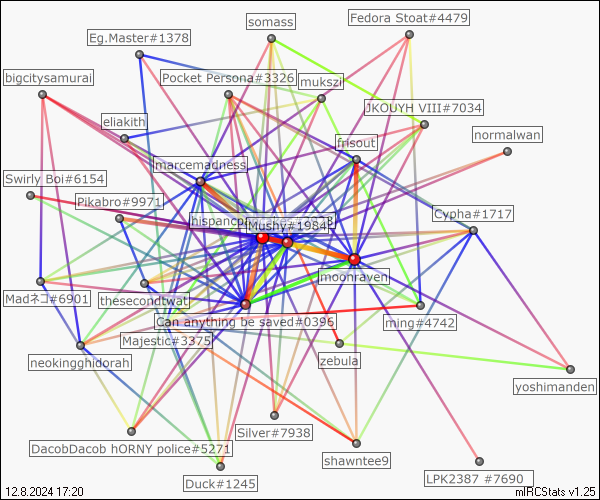 somass
Fedora Stoat#4479
Eg.Master#1378
bigcitysamurai
Pocket Persona#3326
mukszi
JKOUYH VIII#7034
eliakith
frisout
normalwan
marcemadness
Swirly Boi#6154
Pikabro#9971
Mushy#1984
Cypha#1717
moonraven
Madネコ#6901
thesecondtwat
Can anything be saved#0396
ming#4742
Majestic#3375
neokingghidorah
zebula
yoshimanden
Silver#7938
DacobDacob hORNY police#5271
shawntee9
Duck#1245
LPK2387 #7690
12.8.2024 17:20
mIRCStats v1.25